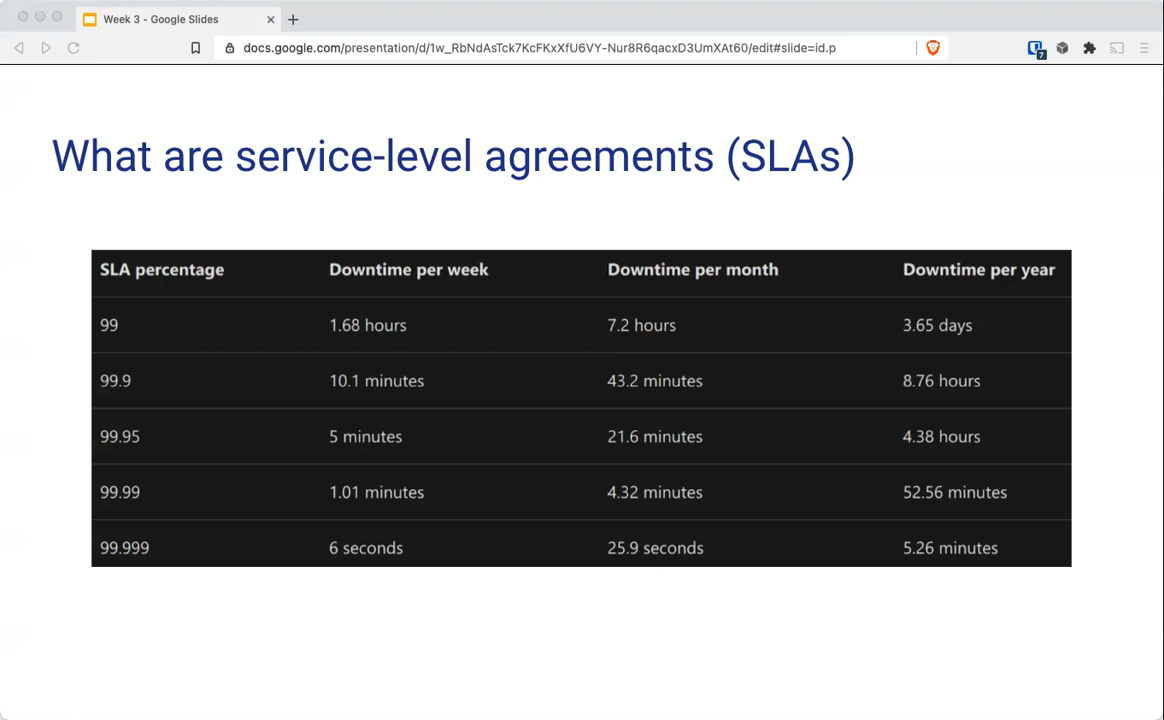 Week 3 - Google Slides
docs.google.com/presentation/d/1w_RbNdAsTck7KcFKxXfU6VY-Nur8R6qacxD3UmXAt60/edit#slide=id.p
7
What are service-level agreements (SLAs)
SLA percentage Downtime per week Downtime per month Downtime per year
99 1.68 hours 7.2 hours 3.65 days
99.9 10.1 minutes 43.2 minutes 8.76 hours
99.95 5 minutes 21.6 minutes 4.38 hours
99.99 1.01 minutes 4.32 minutes 52.56 minutes
99.999 6 seconds 25.9 seconds 5.26 minutes